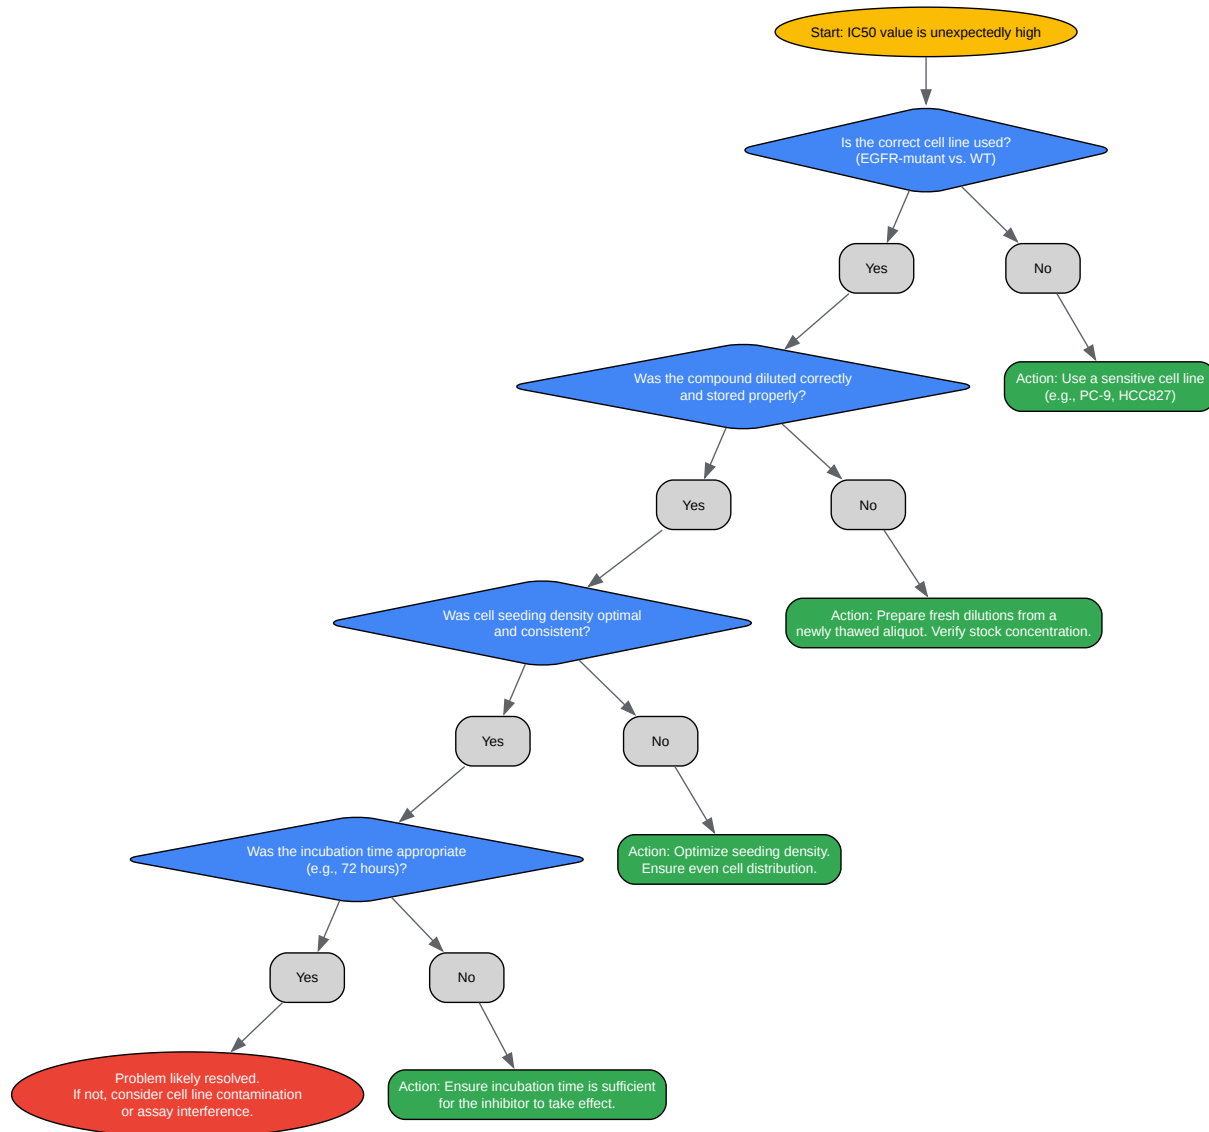 Start: IC50 value is unexpectedly high
Is the correct cell line used?
(EGFR-mutant vs. WT)
Yes
No
Was the compound diluted correctly
and stored properly?
Action: Use a sensitive cell line
(e.g., PC-9, HCC827)
Yes
No
Was cell seeding density optimal
and consistent?
Action: Prepare fresh dilutions from a
newly thawed aliquot. Verify stock concentration.
Yes
No
Was the incubation time appropriate
(e.g., 72 hours)?
Action: Optimize seeding density.
Ensure even cell distribution.
Yes
No
Problem likely resolved.
If not, consider cell line contamination
or assay interference.
Action: Ensure incubation time is sufficient
for the inhibitor to take effect.